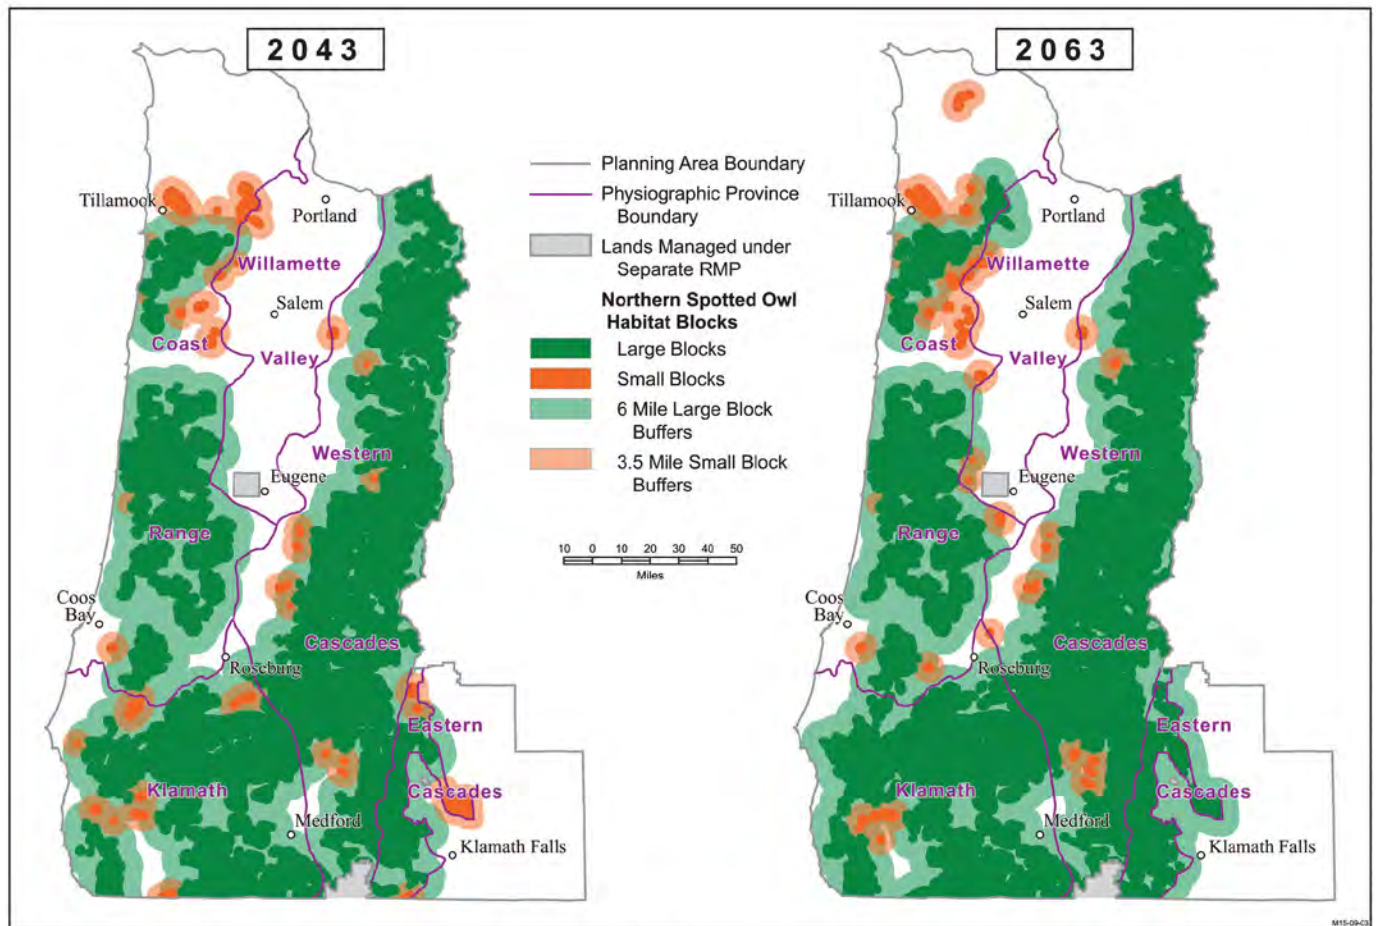 2043
2063
Planning Area Boundary
Physiographic Province
Boundary
Lands Managed under
Separate RMP
Northern Spotted Owl
Habitat Blocks
Large Blocks
Small Blocks
6 Mile Large Block
Buffers
3.5 Mile Small Block
Buffers
10 0 10 20 30 40 50
Miles
Tillamook
Portland
Willamette
Salem
Coast
Valley
Western
Eugene
Range
Coos
Bay
Cascades
Roseburg
Eastern
Klamath
Cascades
Medford
Klamath Falls
Tillamook
Portland
Willamette
Salem
Coast
Valley
Western
Eugene
Range
Coos
Bay
Cascades
Roseburg
Eastern
Klamath
Cascades
Medford
Klamath Falls
M15-09-03